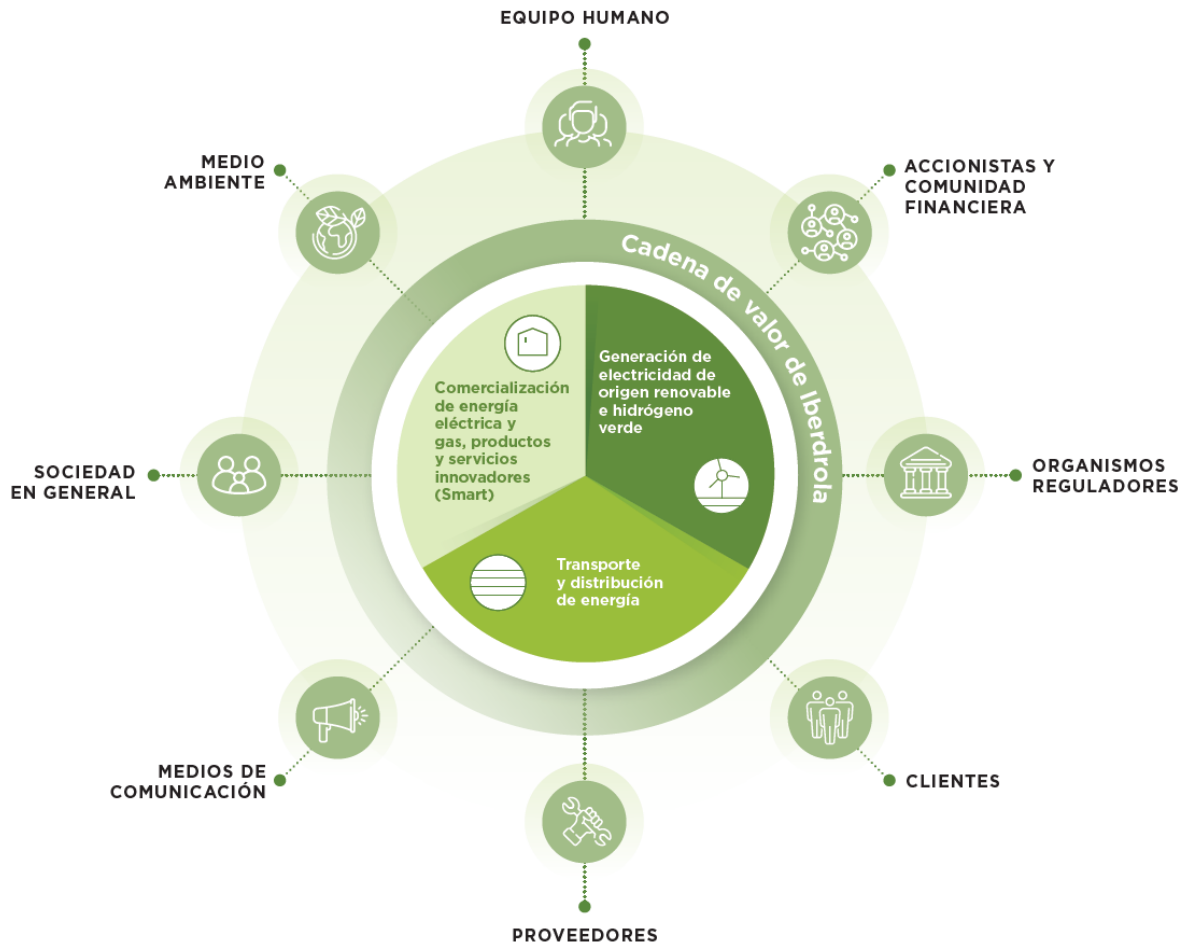 EQUIPO HUMANO
MEDIO
AMBIENTE
ACCIONISTAS Y
COMUNIDAD
FINANCIERA
Cadena de valor de Iberdrola
Generación de
electricidad de
origen renovable
e hidrógeno
verde
Comercialización
de energía
eléctrica y
gas, productos
y servicios
innovadores
(Smart)
SOCIEDAD
EN GENERAL
ORGANISMOS
REGULADORES
Transporte
y distribución
de energía
MEDIOS DE
COMUNICACIÓN
CLIENTES
PROVEEDORES